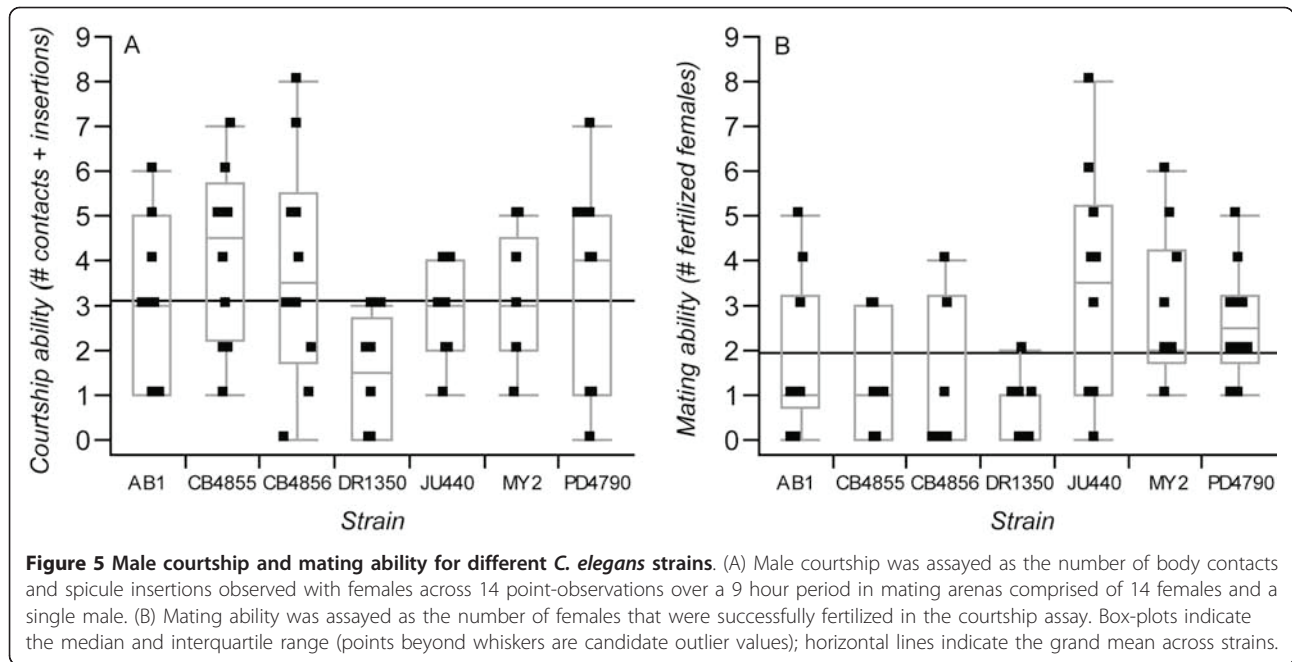 A
Courtship ability (# contacts + insertions)
9
8
7
6
5
4
3
2
1
0
AB1 CB4855 CB4856 DR1350 JU440 MY2 PD4790
Strain
B
Mating ability (# fertilized females)
9
8
7
6
5
4
3
2
1
0
AB1 CB4855 CB4856 DR1350 JU440 MY2 PD4790
Strain
Figure 5 Male courtship and mating ability for different C. elegans strains. (A) Male courtship was assayed as the number of body contacts
and spicule insertions observed with females across 14 point-observations over a 9 hour period in mating arenas comprised of 14 females and a
single male. (B) Mating ability was assayed as the number of females that were successfully fertilized in the courtship assay. Box-plots indicate
the median and interquartile range (points beyond whiskers are candidate outlier values); horizontal lines indicate the grand mean across strains.